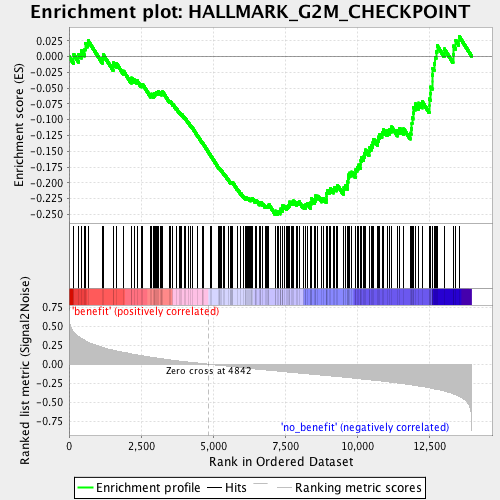 Enrichment plot: HALLMARK_G2M_CHECKPOINT
Enrichment score (ES)
0.025
0.000
-0.025
-0.050
-0.075
-0.100
-0.125
-0.150
-0.175
-0.200
-0.225
-0.250
'benefit' (positively correlated)
Ranked list metric (Signal2Noise)
0.75
0.50
0.25
0.00
-0.25
-0.50
-0.75
Zero cross at 4842
'no_benefit' (negatively correlated)
0
2,500
5,000
7,500
10,000
12,500
Rank in Ordered Dataset
Enrichment profile
Hits
Ranking metric scores